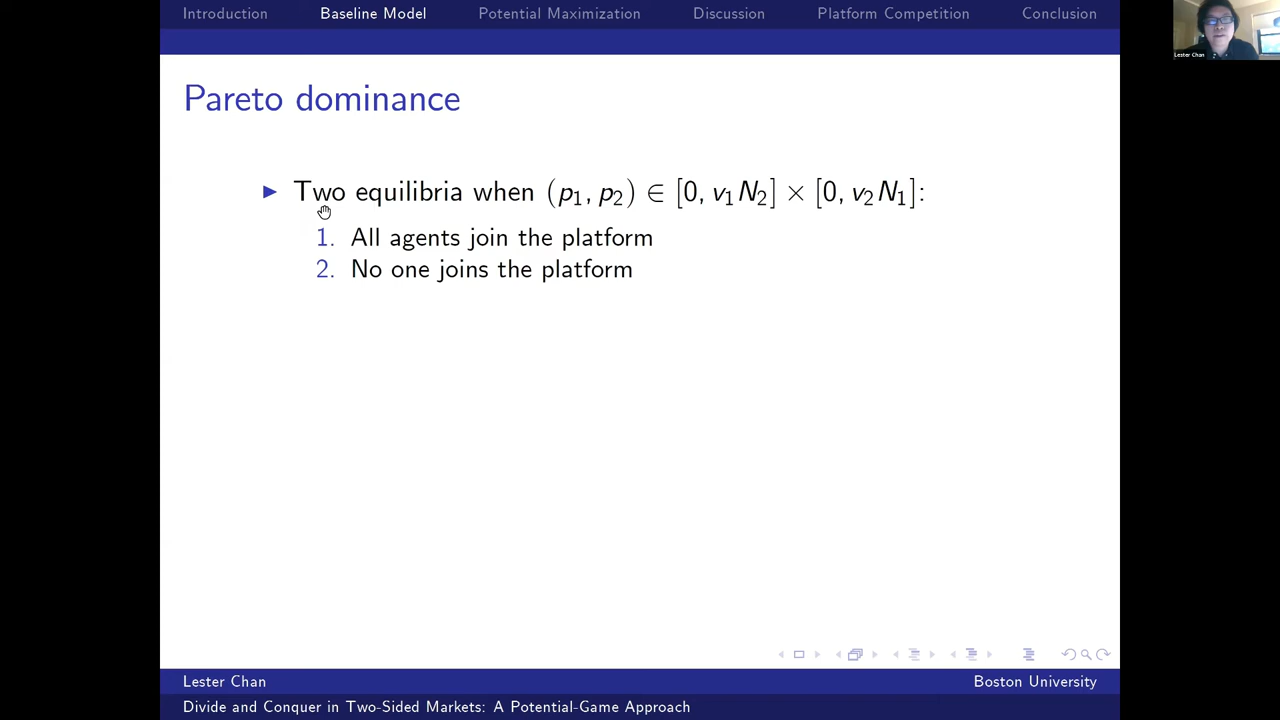 Introduction Baseline Model Potential Maximization Discussion Platform Competition Conclusion
Lester Chan
Pareto dominance
Two equilibria when (p₁, p₂) ∈ [0, v₁N₂] × [0, v₂N₁]:
1. All agents join the platform
2. No one joins the platform
Lester Chan Boston University
Divide and Conquer in Two-Sided Markets: A Potential-Game Approach